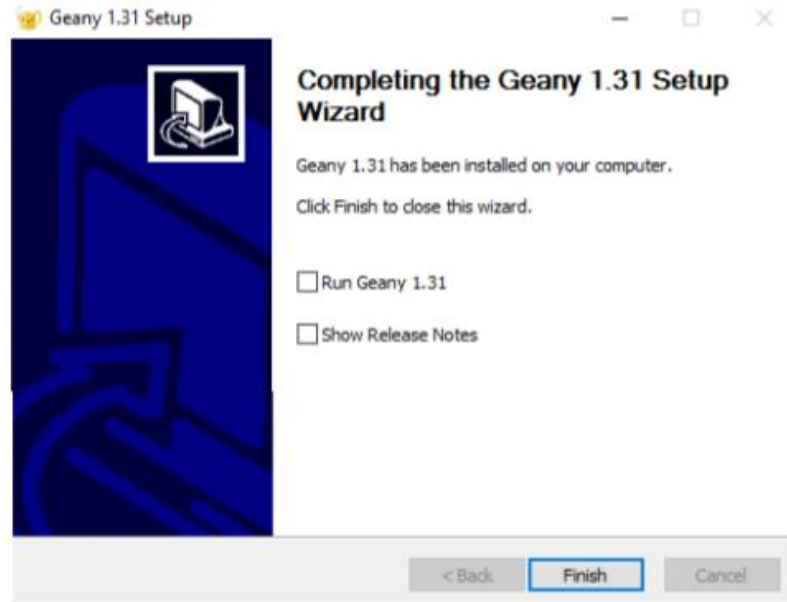 Geany 1.31 Setup
Completing the Geany 1.31 Setup
Wizard
Geany 1.31 has been installed on your computer.
Click Finish to close this wizard.
Run Geany 1.31
Show Release Notes
< Back Finish Cancel